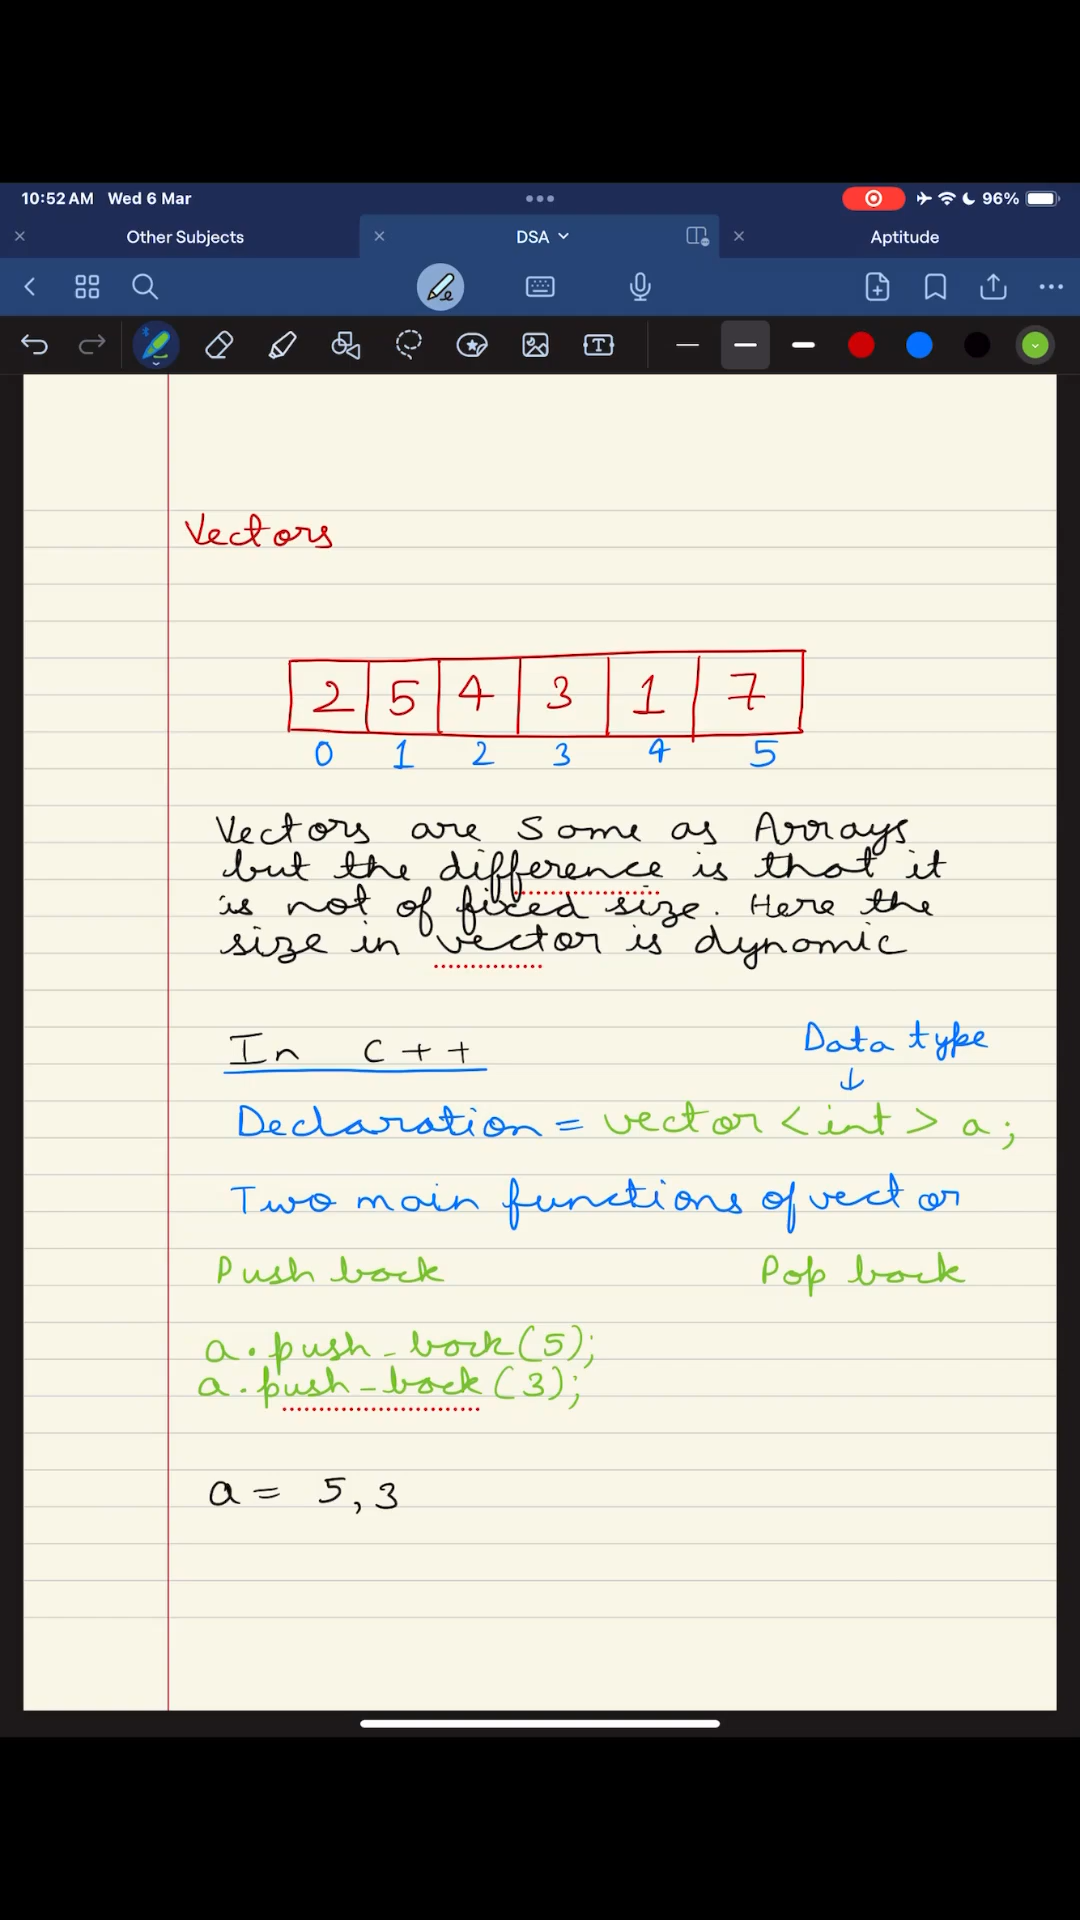 10:52 AM Wed 6 Mar
96%
Other Subjects
DSA
Aptitude
Vectors
2 5 4 3 1 7
0 1 2 3 4 5
Vectors are same as Arrays
but the difference is that it
is not of fixed size. Here the
size in vector is dynamic
In C++
Data type
↓
Declaration = vector <int> a;
Two main functions of vector
Push back Pop back
a.push_back(5);
a.push_back(3);
a = 5,3